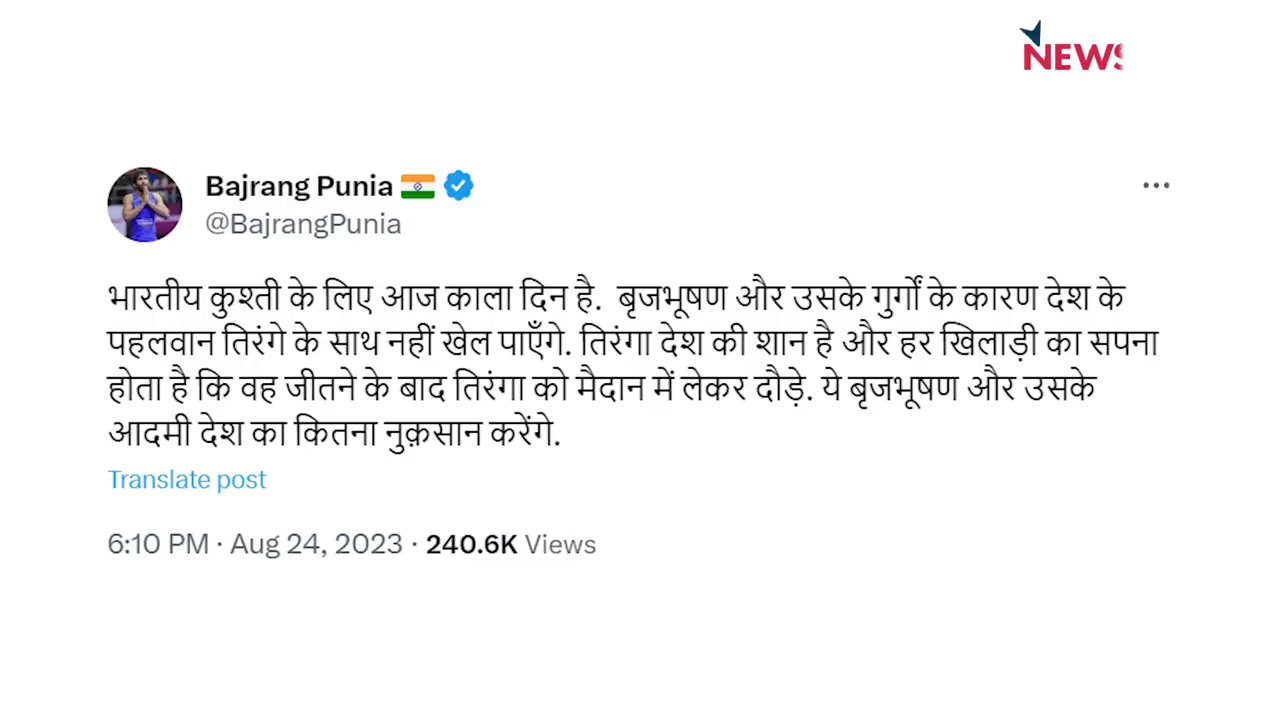 NEWS
Bajrang Punia
@BajrangPunia
भारतीय कुश्ती के लिए आज काला दिन है.  बृजभूषण और उसके गुर्गों के कारण देश के
पहलवान तिरंगे के साथ नहीं खेल पाएँगे. तिरंगा देश की शान है और हर खिलाड़ी का सपना
होता है कि वह जीतने के बाद तिरंगा को मैदान में लेकर दौड़े. ये बृजभूषण और उसके
आदमी देश का कितना नुक़सान करेंगे.
Translate post
6:10 PM · Aug 24, 2023 · 240.6K Views